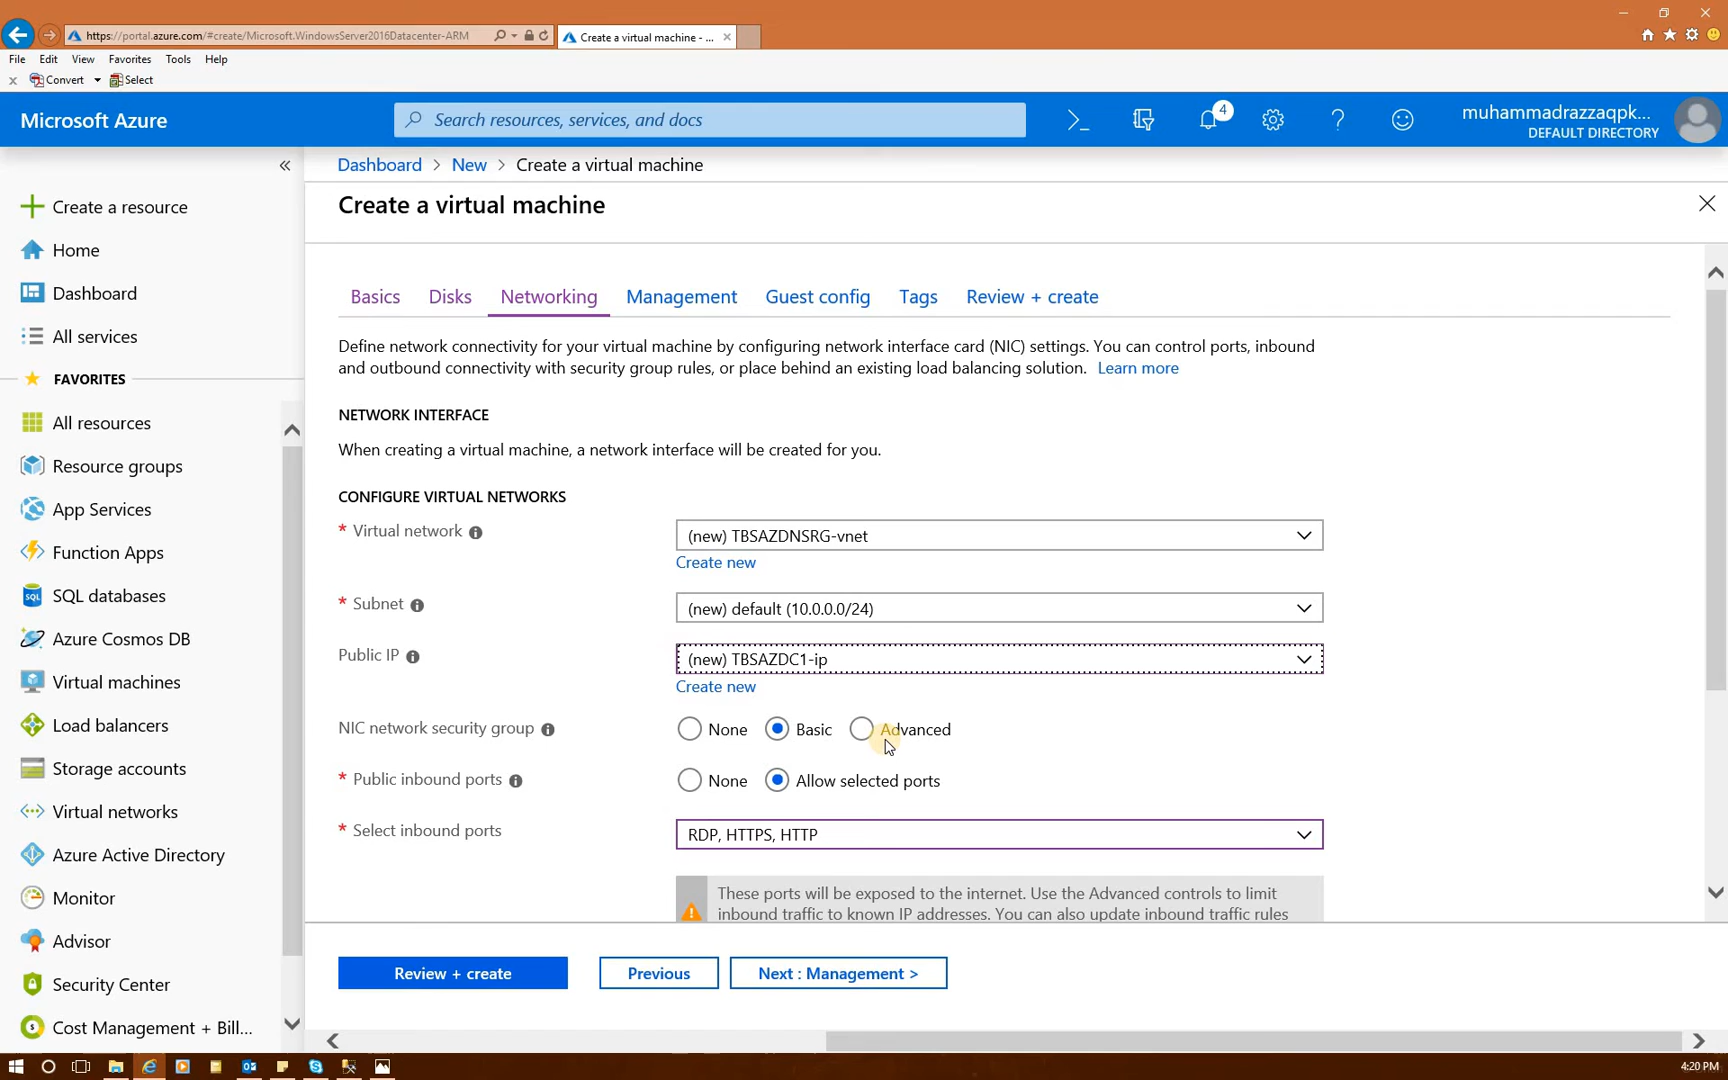 https://portal.azure.com/#create/Microsoft.WindowsServer2016Datacenter-ARM
Create a virtual machine - ...
File Edit View Favorites Tools Help
x Convert Select
Microsoft Azure
Search resources, services, and docs
4
muhammadrazzaqpk...
DEFAULT DIRECTORY
Dashboard > New > Create a virtual machine
Create a virtual machine
Create a resource
Home
Dashboard
All services
FAVORITES
All resources
Resource groups
App Services
Function Apps
SQL databases
Azure Cosmos DB
Virtual machines
Load balancers
Storage accounts
Virtual networks
Azure Active Directory
Monitor
Advisor
Security Center
Cost Management + Bill...
Basics Disks Networking Management Guest config Tags Review + create
Define network connectivity for your virtual machine by configuring network interface card (NIC) settings. You can control ports, inbound
and outbound connectivity with security group rules, or place behind an existing load balancing solution. Learn more
NETWORK INTERFACE
When creating a virtual machine, a network interface will be created for you.
CONFIGURE VIRTUAL NETWORKS
* Virtual network (new) TBSAZDNSRG-vnet
Create new
* Subnet (new) default (10.0.0.0/24)
Public IP (new) TBSAZDC1-ip
Create new
NIC network security group None Basic Advanced
* Public inbound ports None Allow selected ports
* Select inbound ports RDP, HTTPS, HTTP
These ports will be exposed to the internet. Use the Advanced controls to limit
inbound traffic to known IP addresses. You can also update inbound traffic rules
Review + create Previous Next : Management >
4:20 PM